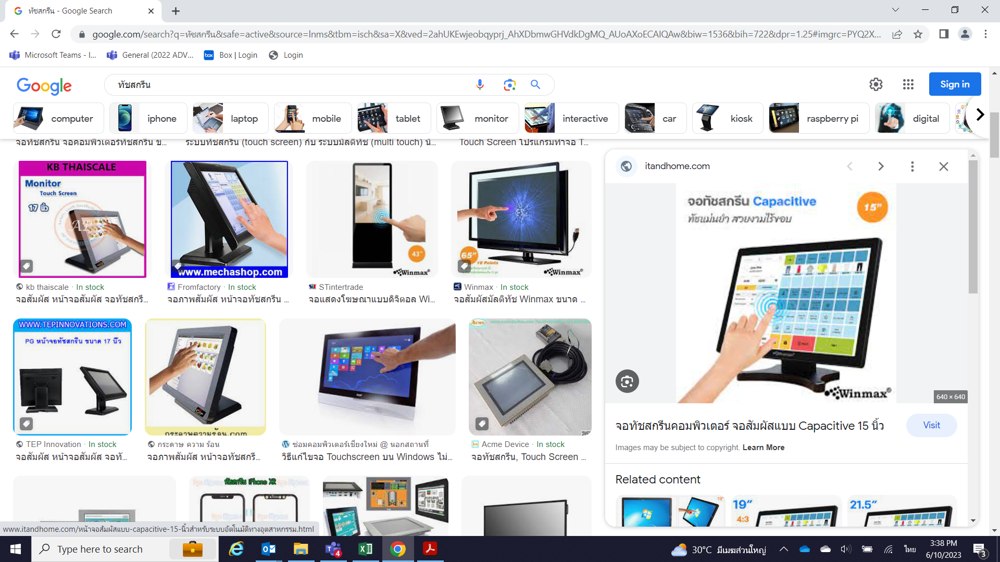 ทัชสกรีน - Google Search
google.com/search?q=ทัชสกรีน&safe=active&source=lnms&tbm=isch&sa=X&ved=2ahUKEwjeobqyprj_AhXDbmwGHVdkDgMQ_AUoAXoECAIQAw&biw=1536&bih=722&dpr=1.25#imgrc=PYQ2X...
Microsoft Teams - I...
General (2022 ADV...
box
Box | Login
Login
Google
ทัชสกรีน
Sign in
computer
iphone
laptop
mobile
tablet
monitor
interactive
car
kiosk
raspberry pi
digital
จอทัชสกรีน จอคอมพิวเตอร์ทัชสกรีน ข...
ระบบทัชสกรีน (touch screen) กับ ระบบมัลติทัช (multi touch) นั...
Touch Screen โปรแกรมทำจอ T...
KB THAISCALE
Monitor
Touch Screen
17 นิ้ว
www.mechashop.com
43"
Winmax
65"
10 Points
Winmax
kb thaiscale · In stock
จอสัมผัส หน้าจอสัมผัส จอทัชสกรี...
Fromfactory · In stock
จอภาพสัมผัส หน้าจอทัชสกรีน ...
STintertrade
จอแสดงโฆษณาแบบดิจิตอล Wi...
Winmax · In stock
จอสัมผัสมัลติทัช Winmax ขนาด ...
WWW.TEPINNOVATIONS.COM
PG หน้าจอทัชสกรีน ขนาด 17 นิ้ว
กระดาษความร้อน.com
acer
ACME
TEP Innovation · In stock
จอสัมผัส หน้าจอสัมผัส จอทั...
กระดาษ ความ ร้อน
จอภาพสัมผัส หน้าจอทัชสกรี...
ซ่อมคอมพิวเตอร์เชียงใหม่ @ นอกสถานที่
วิธีแก้ไขจอ Touchscreen บน Windows ไม่...
Acme Device · In stock
จอทัชสกรีน, Touch Screen ...
ทัชสกรีน iPhone XR
itandhome.com
จอทัชสกรีน Capacitive
15"
ทัชแม่นยำ สวยงามไร้ขอบ
Winmax
640 × 640
จอทัชสกรีนคอมพิวเตอร์ จอสัมผัสแบบ Capacitive 15 นิ้ว
Visit
Images may be subject to copyright. Learn More
Related content
19"
19"
4:3
21.5"
www.itandhome.com/หน้าจอสัมผัสแบบ-capacitive-15-นิ้วสำหรับระบบอัตโนมัติทางอุตสาหกรรม.html
Type here to search
4
30°C มีเมฆส่วนใหญ่
ไทย
3:38 PM
6/10/2023
3